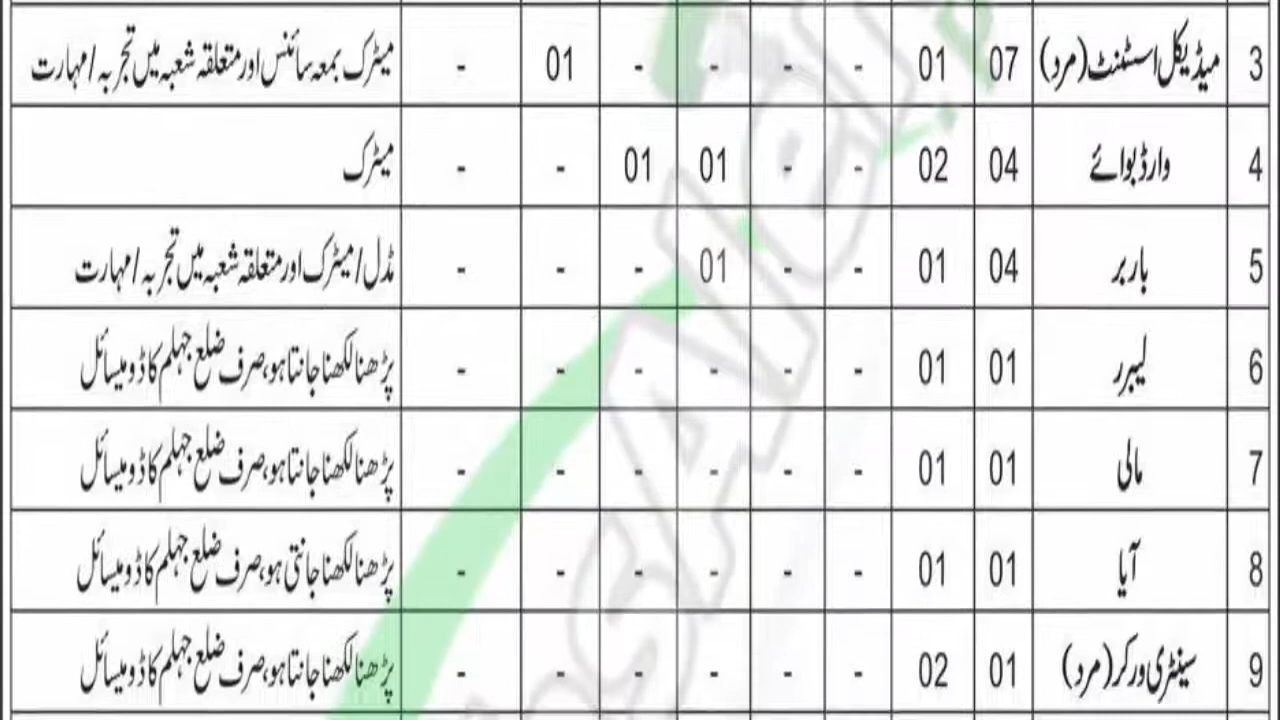 3 میڈیکل اسسٹنٹ (مرد) 07 01 - - - - 01 - میٹرک بمعہ سائنس اور متعلقہ شعبہ میں تجربہ/مہارت
4 وارڈ بوائے 04 02 - - 01 01 - - میٹرک
5 باربر 04 01 - - 01 - - - مڈل/میٹرک اور متعلقہ شعبہ میں تجربہ/مہارت
6 لیبرر 01 01 - - - - - - پڑھنا لکھنا جانتا ہو، صرف ضلع جہلم کا ڈومیسائل
7 مالی 01 01 - - - - - - پڑھنا لکھنا جانتا ہو، صرف ضلع جہلم کا ڈومیسائل
8 آیا 01 01 - - - - - - پڑھنا لکھنا جانتی ہو، صرف ضلع جہلم کا ڈومیسائل
9 سینٹری ورکر (مرد) 01 02 - - - - - - پڑھنا لکھنا جانتا ہو، صرف ضلع جہلم کا ڈومیسائل